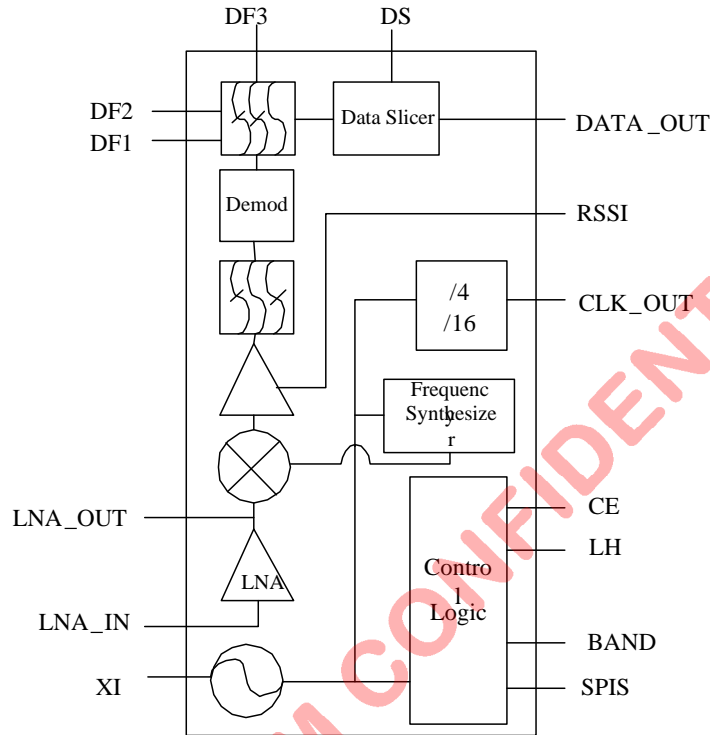 DF3
DS
DF2
DF1
Data Slicer
DATA_OUT
Demod
RSSI
/4
/16
CLK_OUT
Frequenc
y
Synthesize
r
LNA_OUT
CE
LH
Contro
l
Logic
LNA
LNA_IN
BAND
XI
SPIS
M CONFIDENT